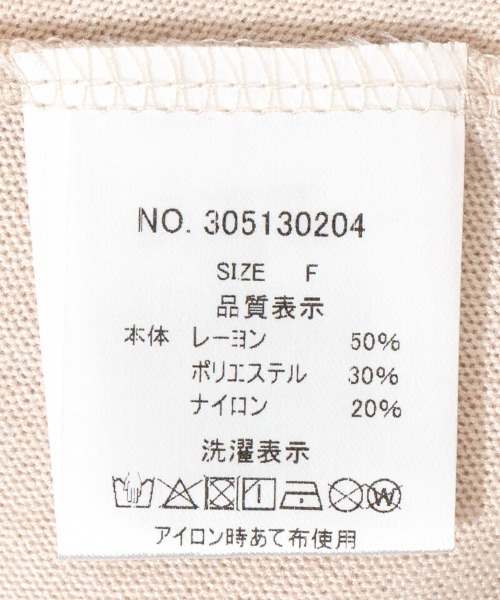 NO. 305130204
SIZE F
品質表示
本体 レーヨン 50%
ポリエステル 30%
ナイロン 20%
洗濯表示
W
アイロン時あて布使用